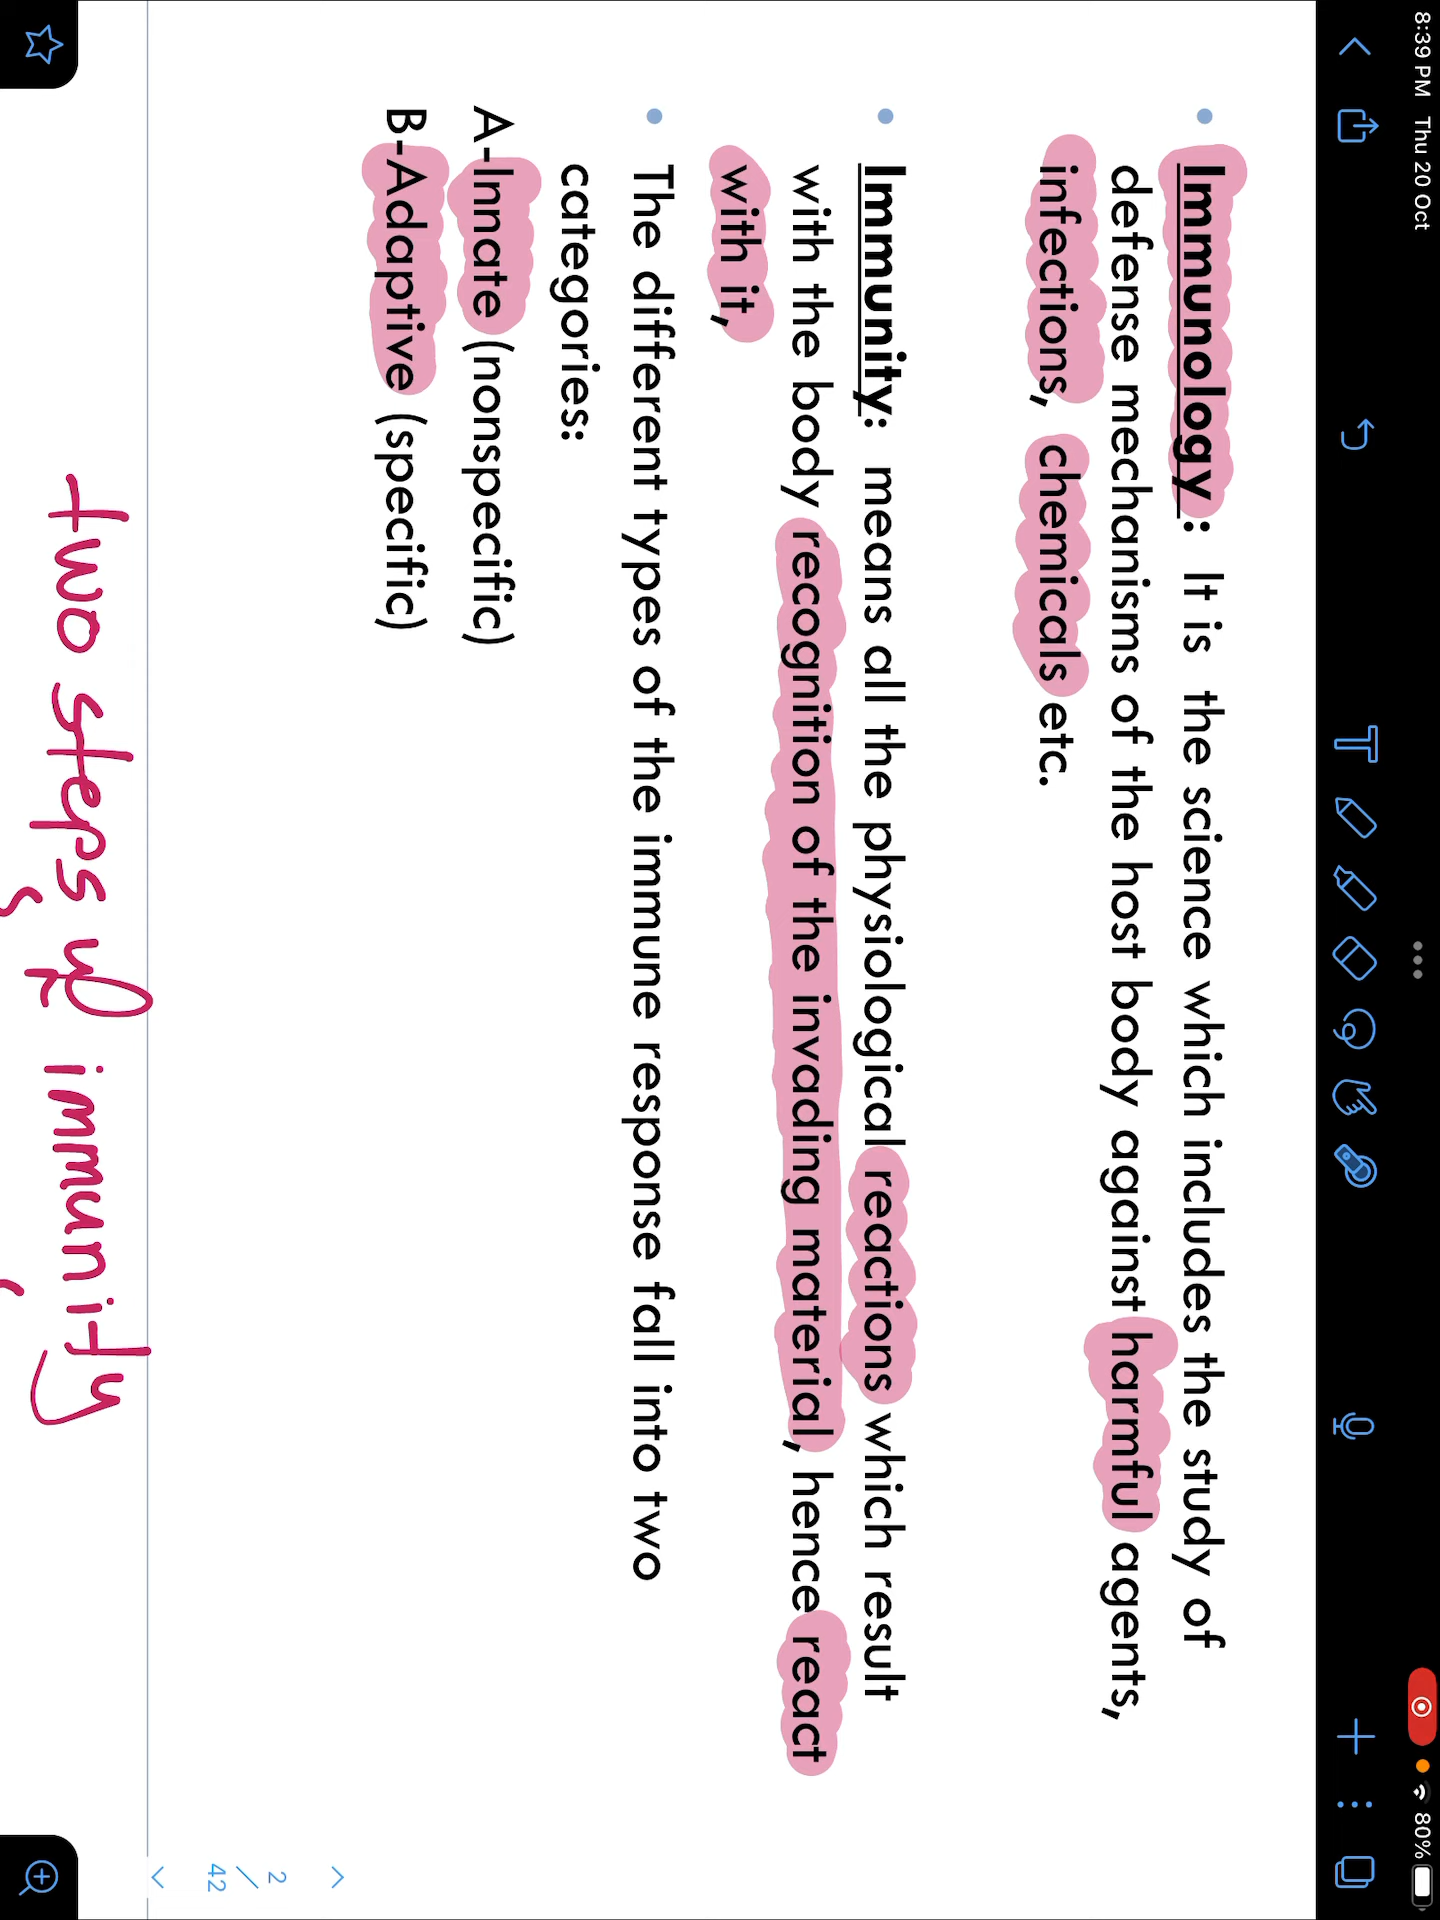 8:39 PM Thu 20 Oct
80%
• Immunology: It is the science which includes the study of
defense mechanisms of the host body against harmful agents,
infections, chemicals etc.
• Immunity: means all the physiological reactions which result
with the body recognition of the invading material, hence react
with it,
• The different types of the immune response fall into two
categories:
A-Innate (nonspecific)
B-Adaptive (specific)
2 / 42
two steps of immunity